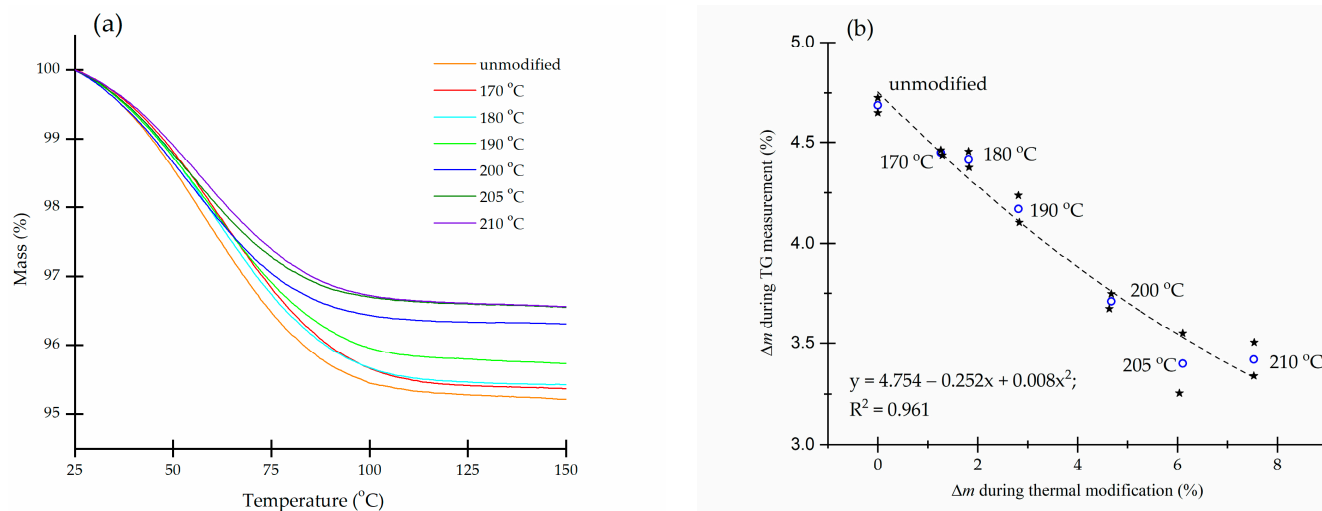 (a)
100
99
98
97
96
95
Mass (%)
25
50
75
100
125
150
Temperature (°C)
unmodified
170 °C
180 °C
190 °C
200 °C
205 °C
210 °C
(b)
5.0
4.5
4.0
3.5
3.0
Δm during TG measurement (%)
unmodified
170 °C
180 °C
190 °C
200 °C
205 °C
210 °C
y = 4.754 – 0.252x + 0.008x²;
R² = 0.961
0
2
4
6
8
Δm during thermal modification (%)